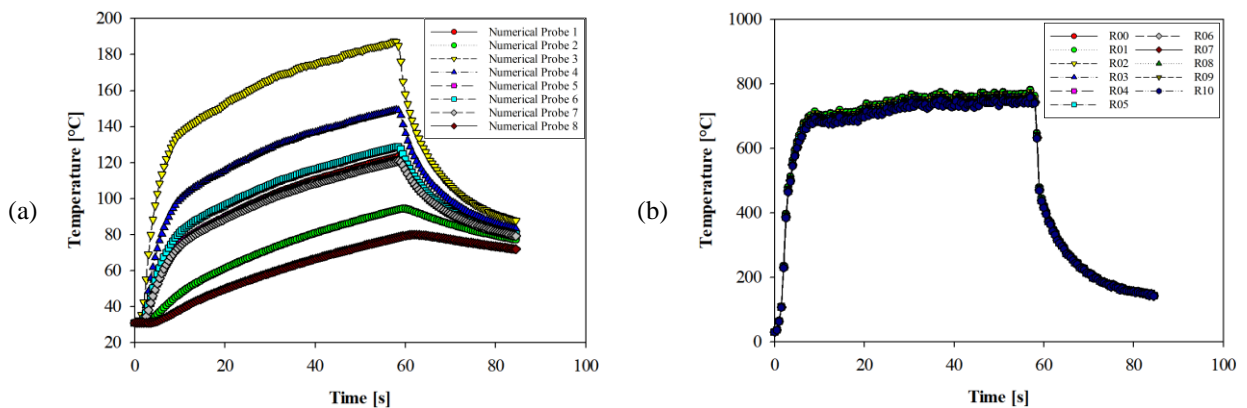 (a)
Temperature [°C]
200
180
160
140
120
100
80
60
40
20
0
20
40
60
80
100
Time [s]
Numerical Probe 1
Numerical Probe 2
Numerical Probe 3
Numerical Probe 4
Numerical Probe 5
Numerical Probe 6
Numerical Probe 7
Numerical Probe 8
(b)
Temperature [°C]
1000
800
600
400
200
0
0
20
40
60
80
100
Time [s]
R00
R01
R02
R03
R04
R05
R06
R07
R08
R09
R10